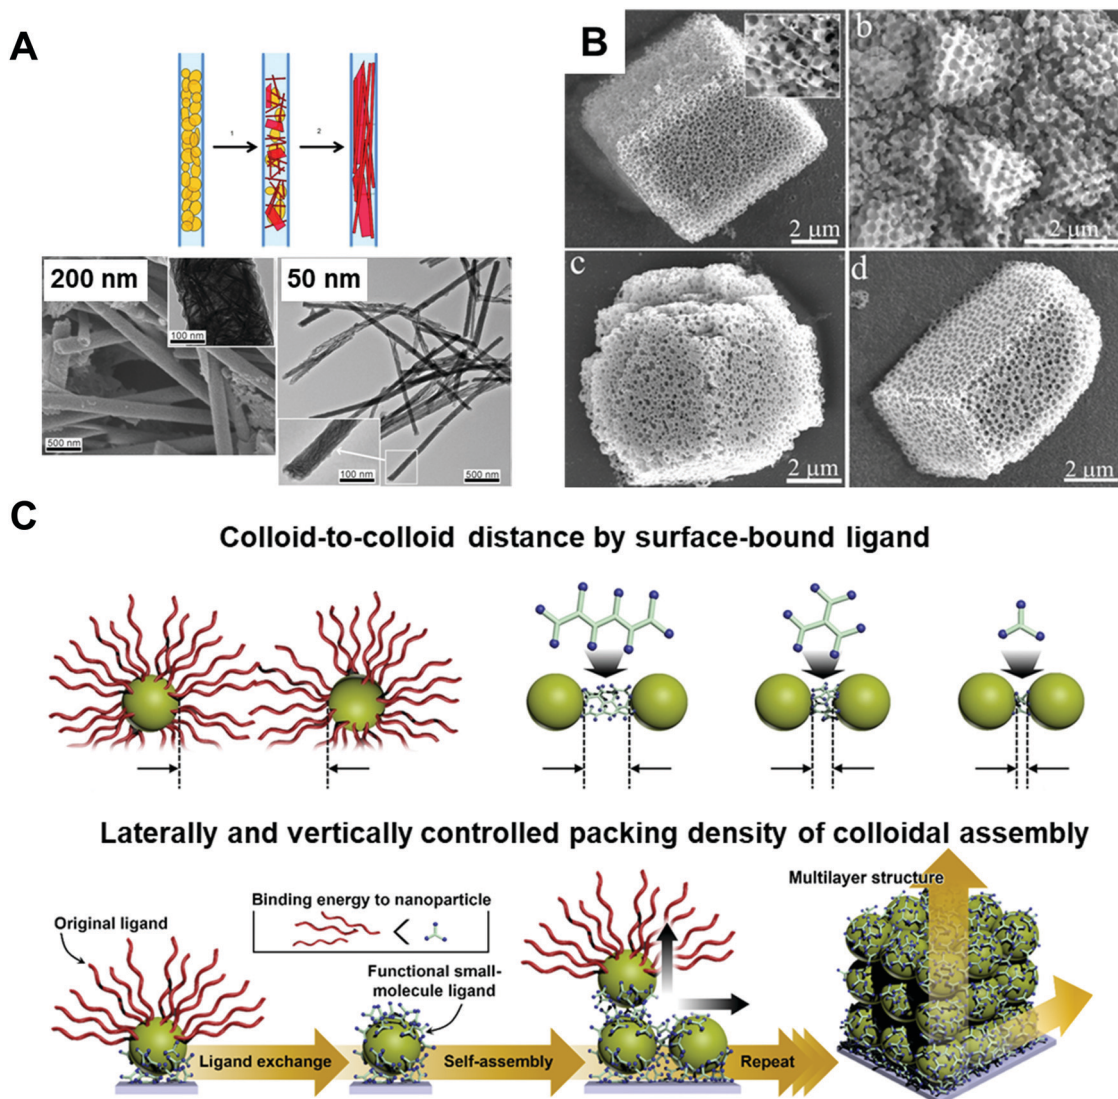 A
1
2
200 nm
100 nm
500 nm
50 nm
100 nm
500 nm
B
2 μm
b
2 μm
c
2 μm
d
2 μm
C
Colloid-to-colloid distance by surface-bound ligand
Laterally and vertically controlled packing density of colloidal assembly
Original ligand
Binding energy to nanoparticle
<
Functional small-
molecule ligand
Multilayer structure
Ligand exchange
Self-assembly
Repeat